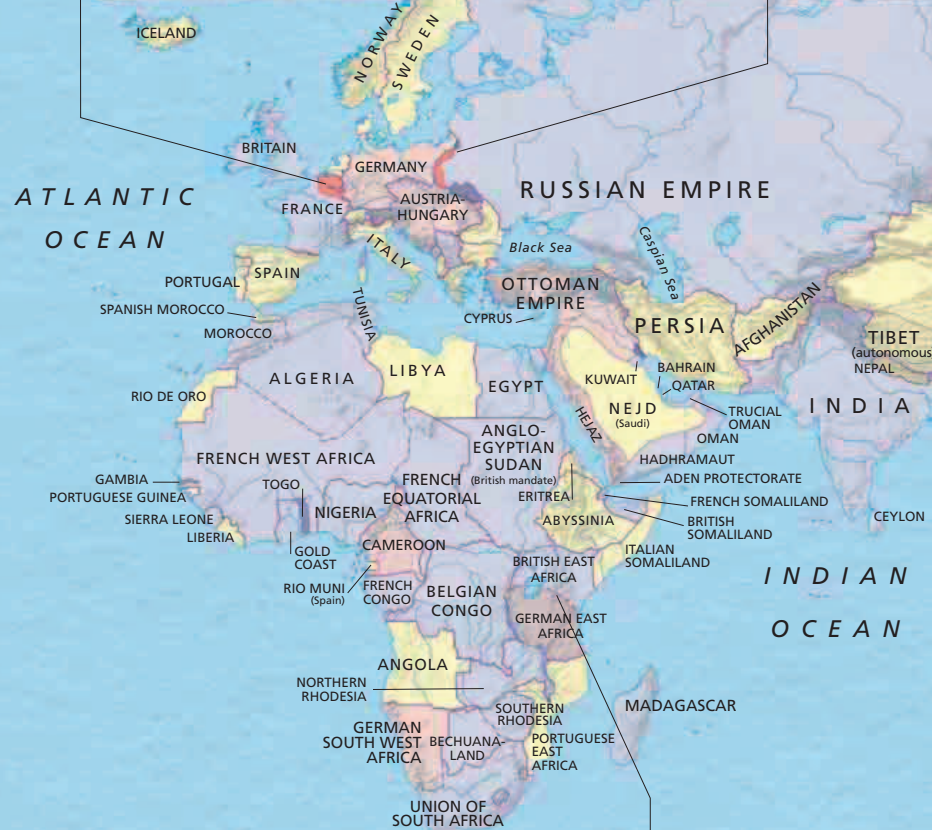 ICELAND
NORWAY
SWEDEN
BRITAIN
GERMANY
ATLANTIC
OCEAN
FRANCE
AUSTRIA-
HUNGARY
RUSSIAN EMPIRE
ITALY
Black Sea
Caspian Sea
PORTUGAL
SPAIN
OTTOMAN
EMPIRE
SPANISH MOROCCO
TUNISIA
CYPRUS
MOROCCO
PERSIA
AFGHANISTAN
TIBET
(autonomous
NEPAL
ALGERIA
LIBYA
EGYPT
KUWAIT
BAHRAIN
QATAR
RIO DE ORO
NEJD
(Saudi)
HEJAZ
TRUCIAL
OMAN
OMAN
INDIA
ANGLO-
EGYPTIAN
SUDAN
(British mandate)
HADHRAMAUT
FRENCH WEST AFRICA
ADEN PROTECTORATE
GAMBIA
PORTUGUESE GUINEA
TOGO
FRENCH
EQUATORIAL
AFRICA
ERITREA
FRENCH SOMALILAND
SIERRA LEONE
NIGERIA
ABYSSINIA
BRITISH
SOMALILAND
CEYLON
LIBERIA
GOLD
COAST
CAMEROON
ITALIAN
SOMALILAND
BRITISH EAST
AFRICA
RIO MUNI
(Spain)
FRENCH
CONGO
BELGIAN
CONGO
INDIAN
OCEAN
GERMAN EAST
AFRICA
ANGOLA
NORTHERN
RHODESIA
SOUTHERN
RHODESIA
MADAGASCAR
GERMAN
SOUTH WEST
AFRICA
BECHUANA-
LAND
PORTUGUESE
EAST
AFRICA
UNION OF
SOUTH AFRICA